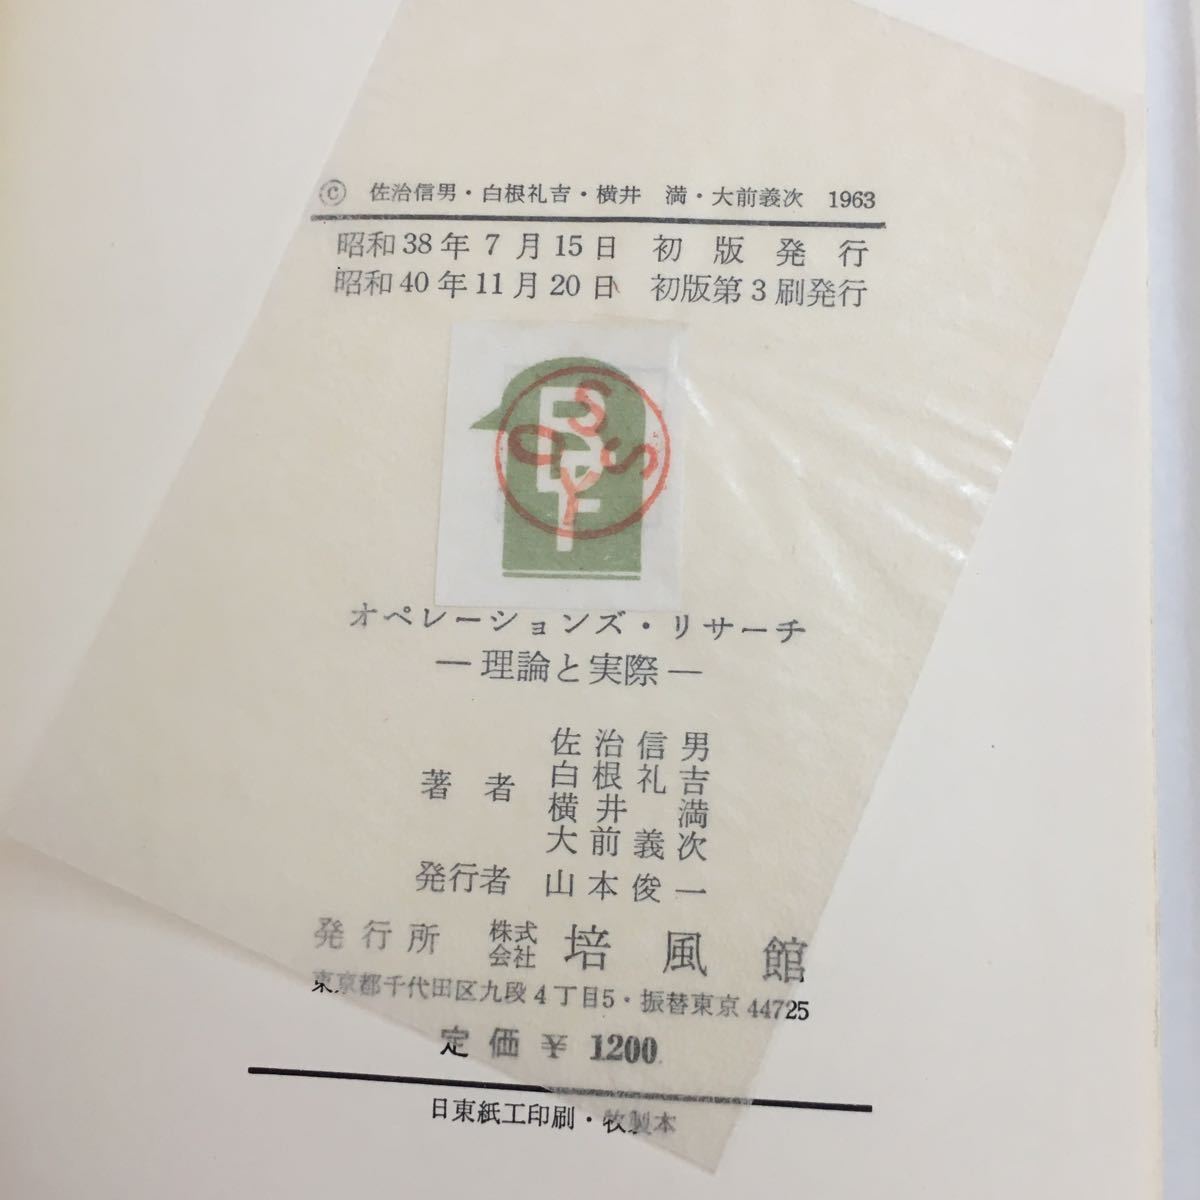 © 佐治信男・白根礼吉・横井 満・大前義次 1963
昭和38年7月15日 初版発行
昭和40年11月20日 初版第3刷発行
オペレーションズ・リサーチ
―理論と実際―
著者
佐治信男
白根礼吉
横井 満
大前義次
発行者 山本俊一
発行所 株式会社 培風館
東京都千代田区九段4丁目5・振替東京44725
定価 ¥1200
日東紙工印刷・牧製本